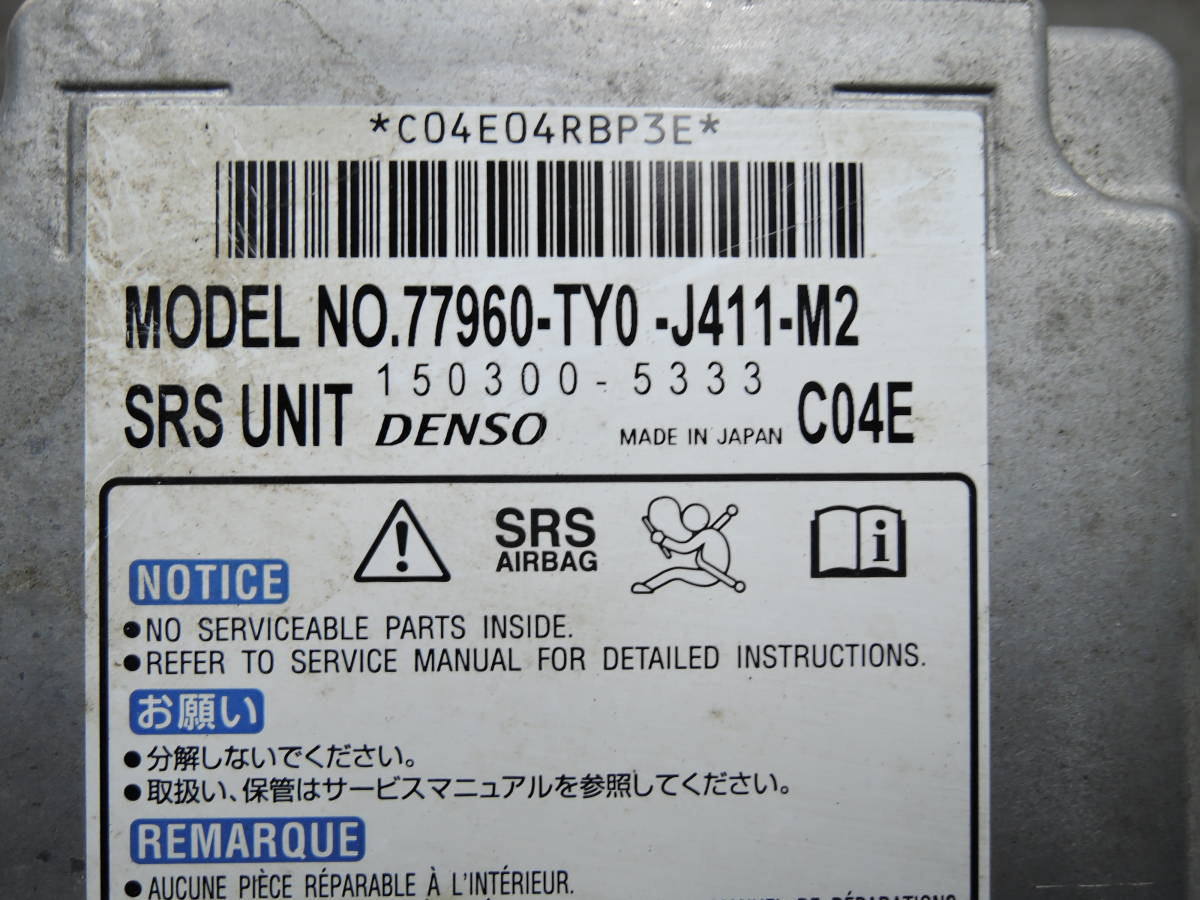 *C04E04RBP3E*
MODEL NO.77960-TY0 -J411-M2
150300-5333
SRS UNIT DENSO MADE IN JAPAN C04E
SRS
AIRBAG
i
NOTICE
●NO SERVICEABLE PARTS INSIDE.
●REFER TO SERVICE MANUAL FOR DETAILED INSTRUCTIONS.
お願い
●分解しないでください。
●取扱い、保管はサービスマニュアルを参照してください。
REMARQUE
●AUCUNE PIÈCE RÉPARABLE À L'INTÉRIEUR.
DE RÉPARATIONS